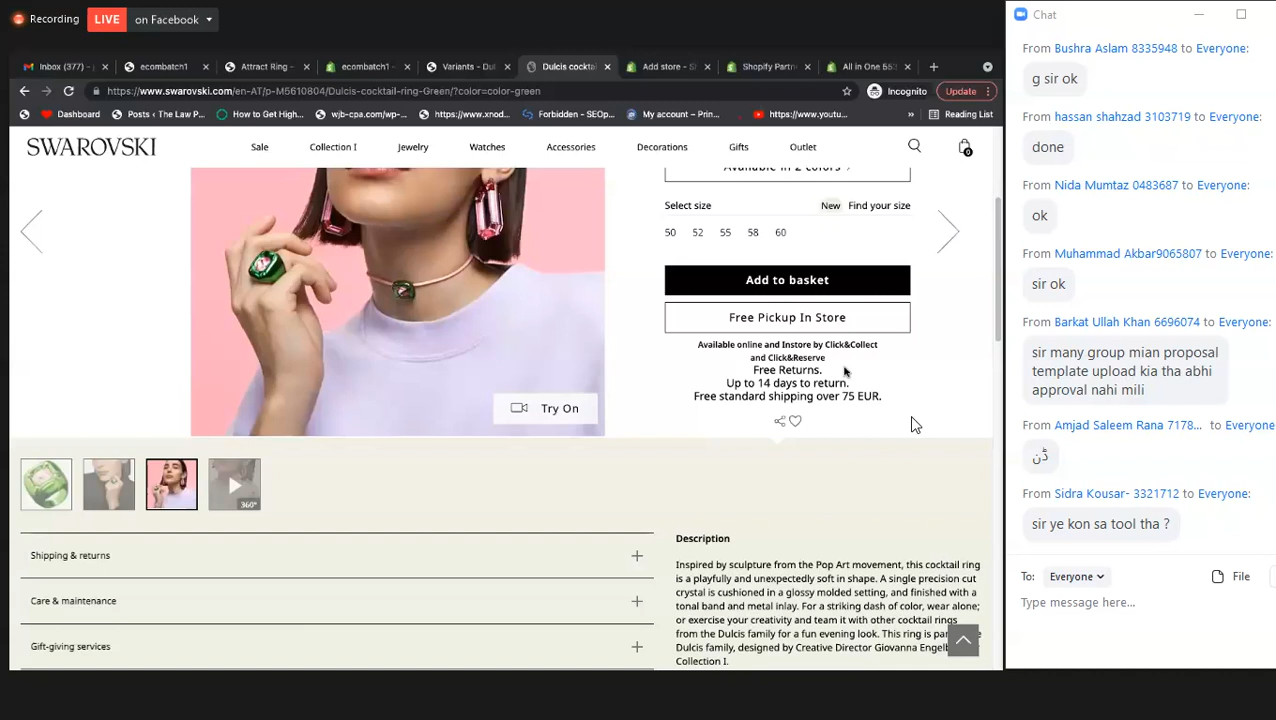 Recording
LIVE
on Facebook
Inbox (377) -
ecombatch1
Attract Ring -
ecombatch1 -
Variants - Dul
Dulcis cockta
Add store - S
Shopify Partn
All in One 55
https://www.swarovski.com/en-AT/p-M5610804/Dulcis-cocktail-ring-Green/?color=color-green
Incognito
Update
Dashboard
Posts ‹ The Law P...
How to Get High...
wjb-cpa.com/wp-...
https://www.xnod...
Forbidden - SEOp...
My account – Prin...
https://www.youtu...
»
Other Bookmarks
Reading List
SWAROVSKI
Sale
Collection I
Jewelry
Watches
Accessories
Decorations
Gifts
Outlet
0
Available in 2 colors
Select size
New
Find your size
50 52 55 58 60
Add to basket
Free Pickup In Store
Available online and Instore by Click&Collect
and Click&Reserve
Free Returns.
Up to 14 days to return.
Free standard shipping over 75 EUR.
Try On
360°
Shipping & returns
Care & maintenance
Gift-giving services
Description
Inspired by sculpture from the Pop Art movement, this cocktail ring
is a playfully and unexpectedly soft in shape. A single precision cut
crystal is cushioned in a glossy molded setting, and finished with a
tonal band and metal inlay. For a striking dash of color, wear alone;
or exercise your creativity and team it with other cocktail rings
from the Dulcis family for a fun evening look. This ring is par
Dulcis family, designed by Creative Director Giovanna Engelb
Collection I.
Chat
From Bushra Aslam 8335948 to Everyone:
g sir ok
From hassan shahzad 3103719 to Everyone:
done
From Nida Mumtaz 0483687 to Everyone:
ok
From Muhammad Akbar9065807 to Everyone:
sir ok
From Barkat Ullah Khan 6696074 to Everyone:
sir many group mian proposal
template upload kia tha abhi
approval nahi mili
From Amjad Saleem Rana 7178... to Everyone
ڈن
From Sidra Kousar- 3321712 to Everyone:
sir ye kon sa tool tha ?
To: Everyone
File
Type message here...